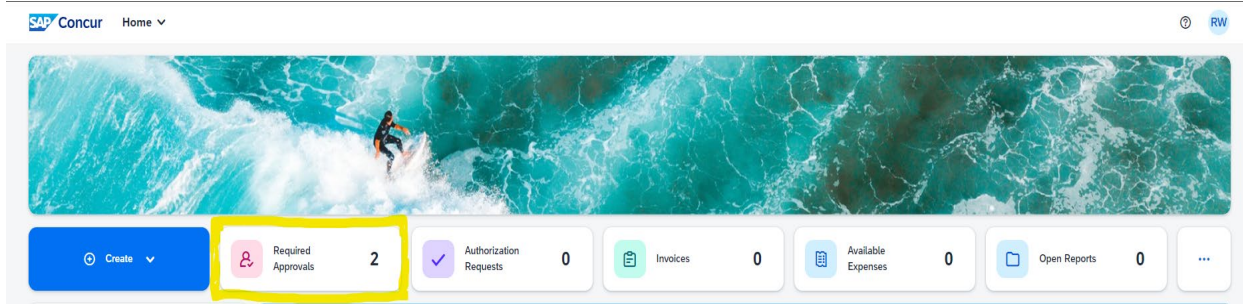 SAP Concur Home
RW
Create
Required
Approvals
2
Authorization
Requests
0
Invoices
0
Available
Expenses
0
Open Reports
0